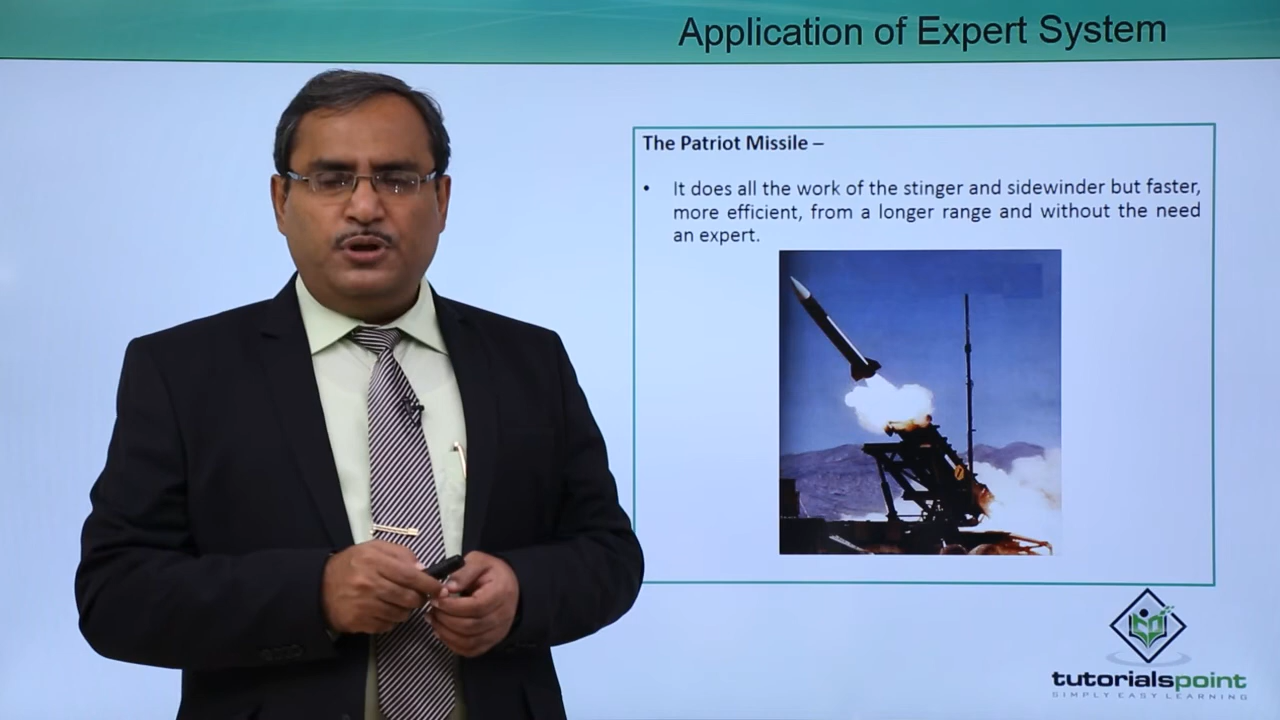 Application of Expert System
The Patriot Missile –
• It does all the work of the stinger and sidewinder but faster,
more efficient, from a longer range and without the need
an expert.
tutorialspoint
SIMPLY EASY LEARNING